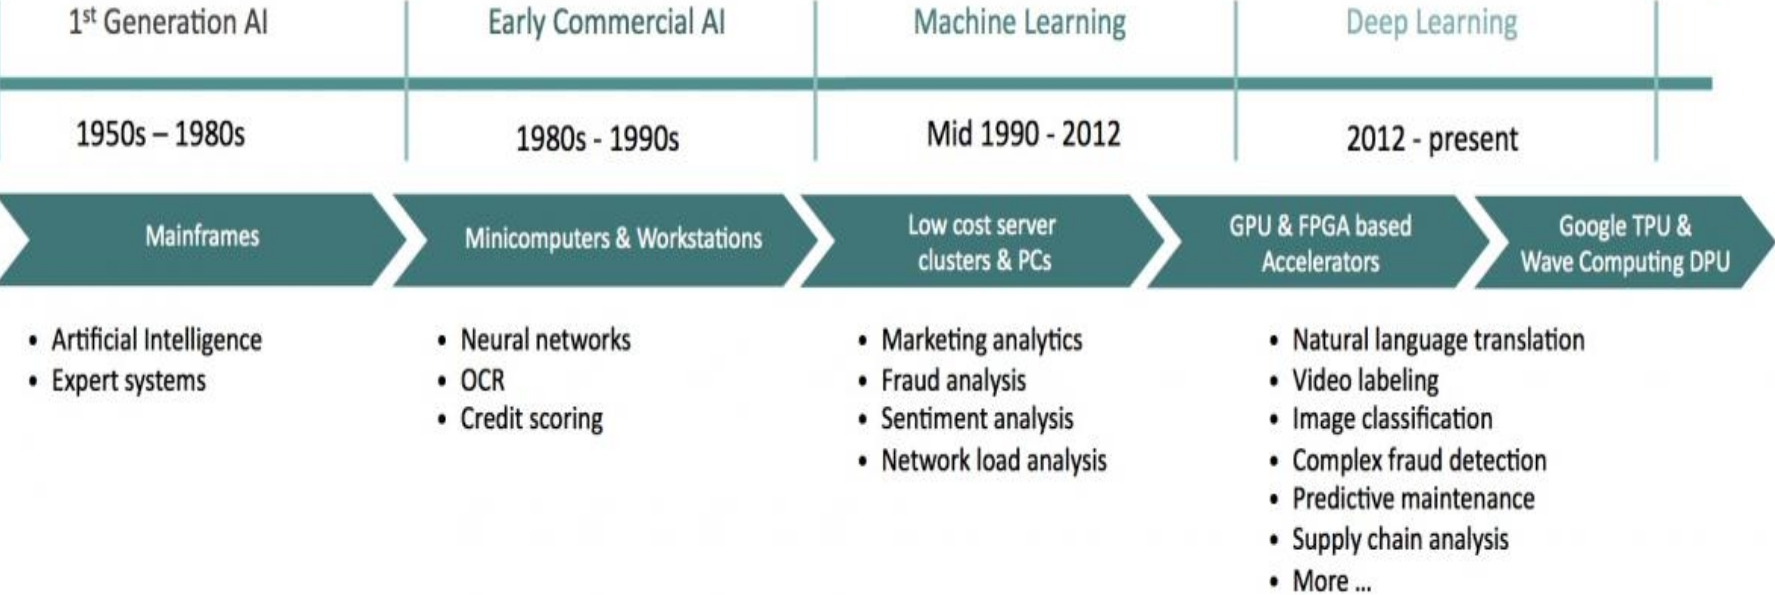 1st Generation AI
Early Commercial AI
Machine Learning
Deep Learning
1950s – 1980s
1980s - 1990s
Mid 1990 - 2012
2012 - present
Mainframes
Minicomputers & Workstations
Low cost server
clusters & PCs
GPU & FPGA based
Accelerators
Google TPU &
Wave Computing DPU
• Artificial Intelligence
• Expert systems
• Neural networks
• OCR
• Credit scoring
• Marketing analytics
• Fraud analysis
• Sentiment analysis
• Network load analysis
• Natural language translation
• Video labeling
• Image classification
• Complex fraud detection
• Predictive maintenance
• Supply chain analysis
• More ...